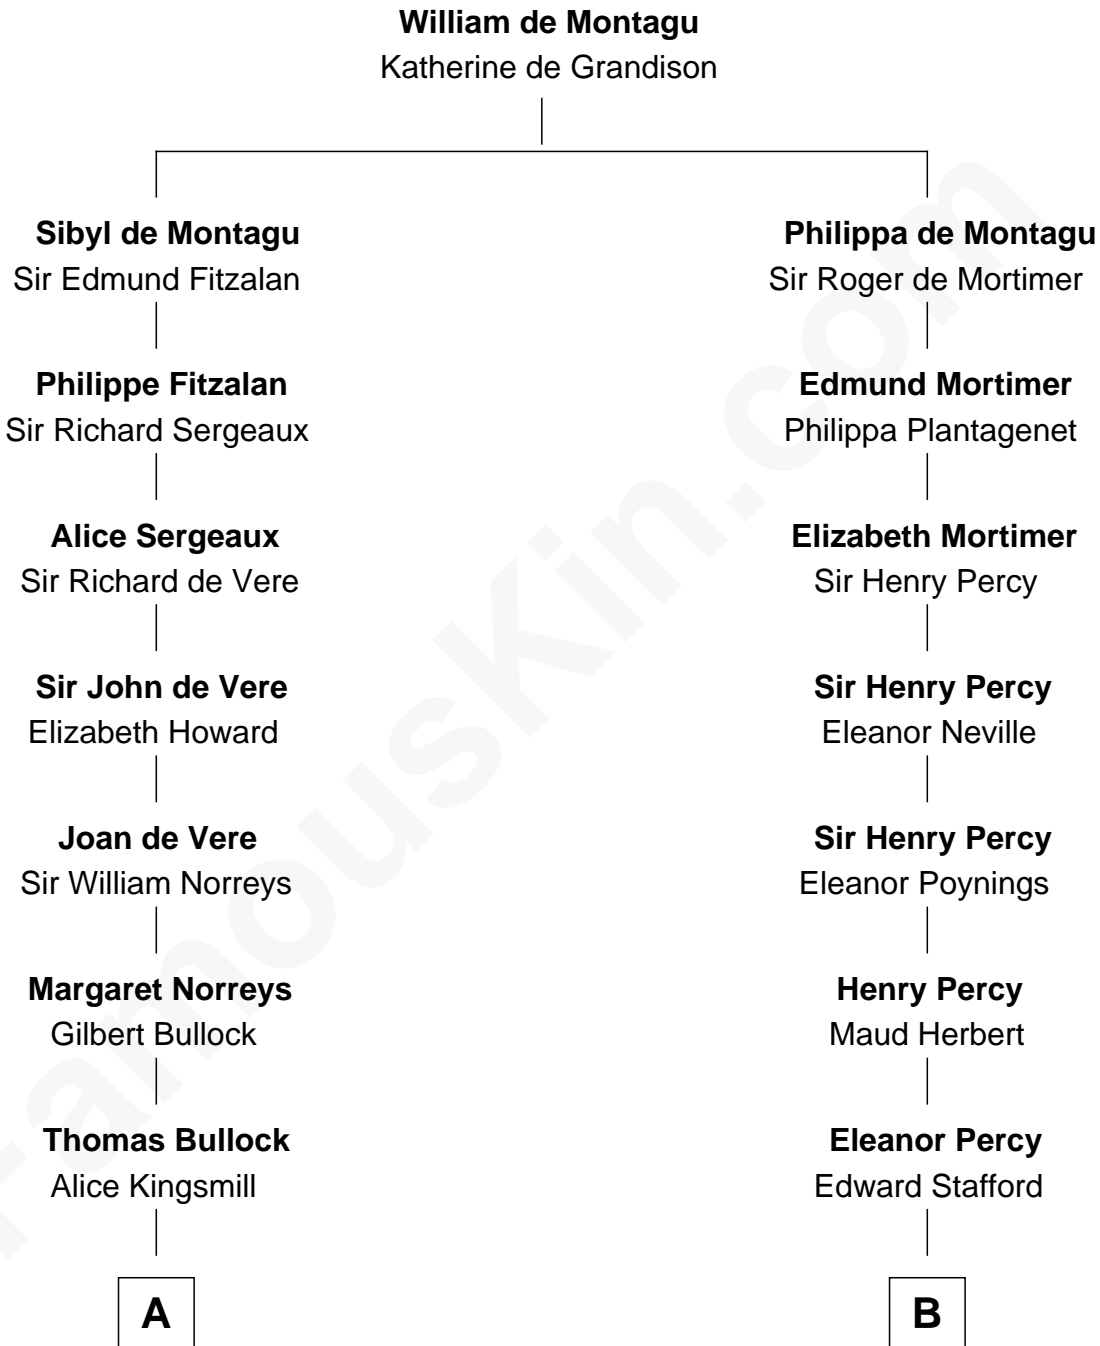 William de Montagu
Katherine de Grandison
Sibyl de Montagu
Sir Edmund Fitzalan
Philippa de Montagu
Sir Roger de Mortimer
Philippe Fitzalan
Sir Richard Sergeaux
Edmund Mortimer
Philippa Plantagenet
Alice Sergeaux
Sir Richard de Vere
Elizabeth Mortimer
Sir Henry Percy
Sir John de Vere
Elizabeth Howard
Sir Henry Percy
Eleanor Neville
Joan de Vere
Sir William Norreys
Sir Henry Percy
Eleanor Poynings
Margaret Norreys
Gilbert Bullock
Henry Percy
Maud Herbert
Thomas Bullock
Alice Kingsmill
Eleanor Percy
Edward Stafford
A
B
FamousKin.com